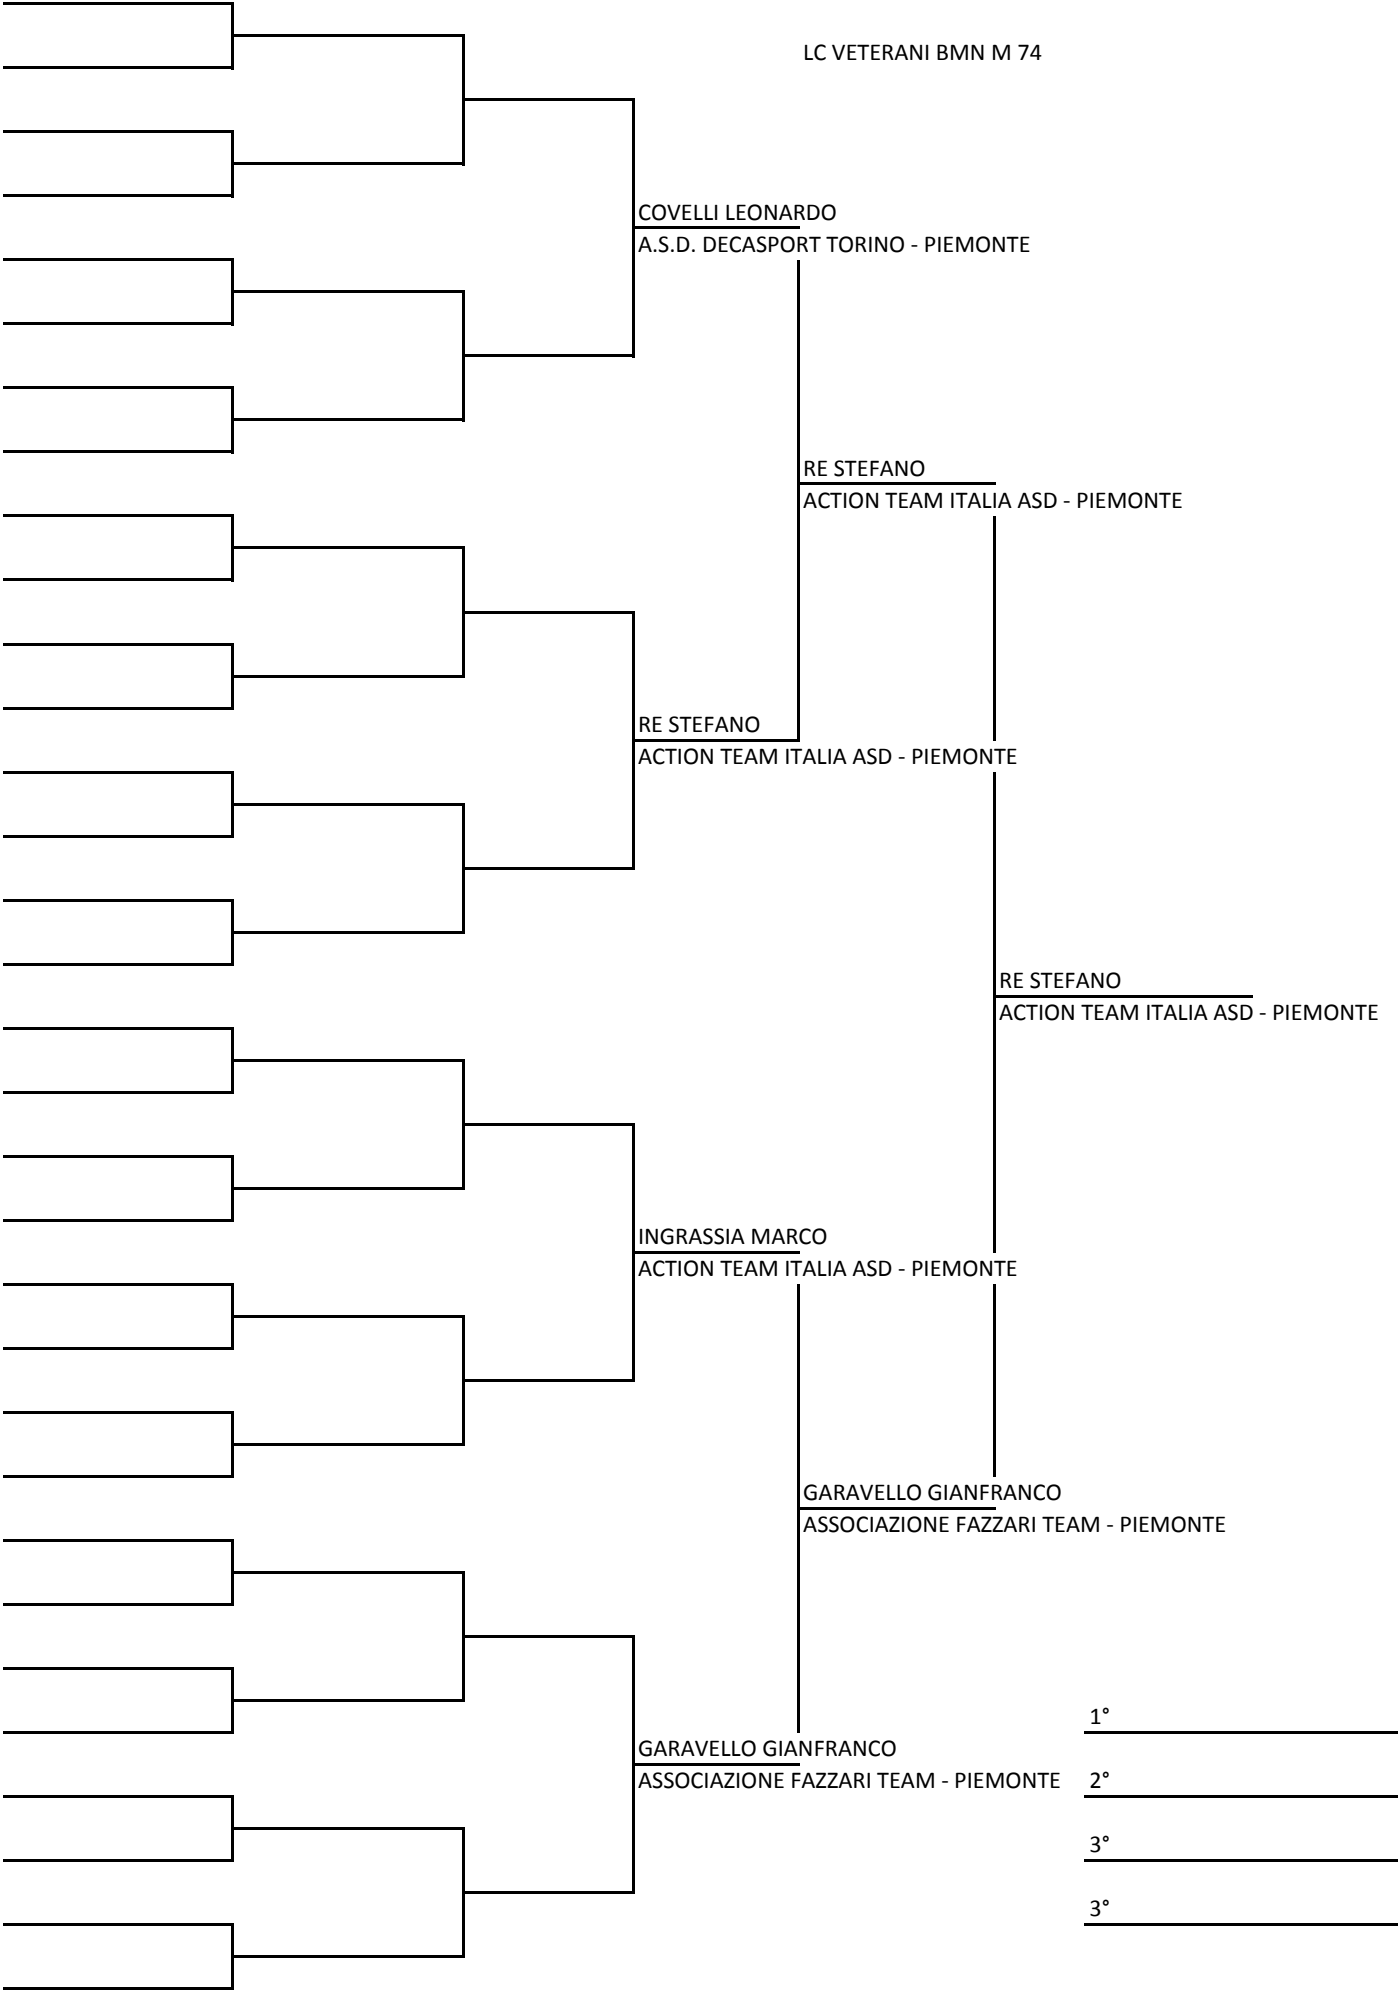 LC VETERANI BMN M 74
COVELLI LEONARDO
A.S.D. DECASPORT TORINO - PIEMONTE
RE STEFANO
ACTION TEAM ITALIA ASD - PIEMONTE
RE STEFANO
ACTION TEAM ITALIA ASD - PIEMONTE
RE STEFANO
ACTION TEAM ITALIA ASD - PIEMONTE
INGRASSIA MARCO
ACTION TEAM ITALIA ASD - PIEMONTE
GARAVELLO GIANFRANCO
ASSOCIAZIONE FAZZARI TEAM - PIEMONTE
1°
GARAVELLO GIANFRANCO
ASSOCIAZIONE FAZZARI TEAM - PIEMONTE
2°
3°
3°